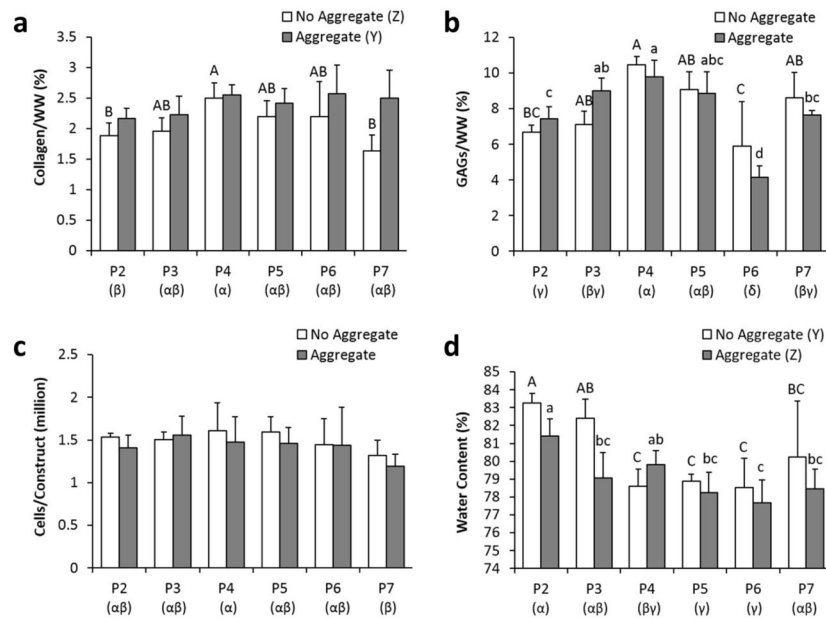 a
No Aggregate (Z)
Aggregate (Y)
Collagen/WW (%)
3.5
3
2.5
2
1.5
1
0.5
0
B AB A AB AB B
P2 P3 P4 P5 P6 P7
(β) (αβ) (α) (αβ) (αβ) (αβ)
b
No Aggregate
Aggregate
GAGs/WW (%)
12
10
8
6
4
2
0
BC c AB ab A a AB abc C d AB bc
P2 P3 P4 P5 P6 P7
(γ) (βγ) (α) (αβ) (δ) (βγ)
c
No Aggregate
Aggregate
Cells/Construct (million)
2.5
2
1.5
1
0.5
0
P2 P3 P4 P5 P6 P7
(αβ) (αβ) (α) (αβ) (αβ) (β)
d
No Aggregate (Y)
Aggregate (Z)
Water Content (%)
85
84
83
82
81
80
79
78
77
76
75
74
A a AB bc C ab C bc C c BC bc
P2 P3 P4 P5 P6 P7
(α) (αβ) (βγ) (γ) (γ) (αβ)